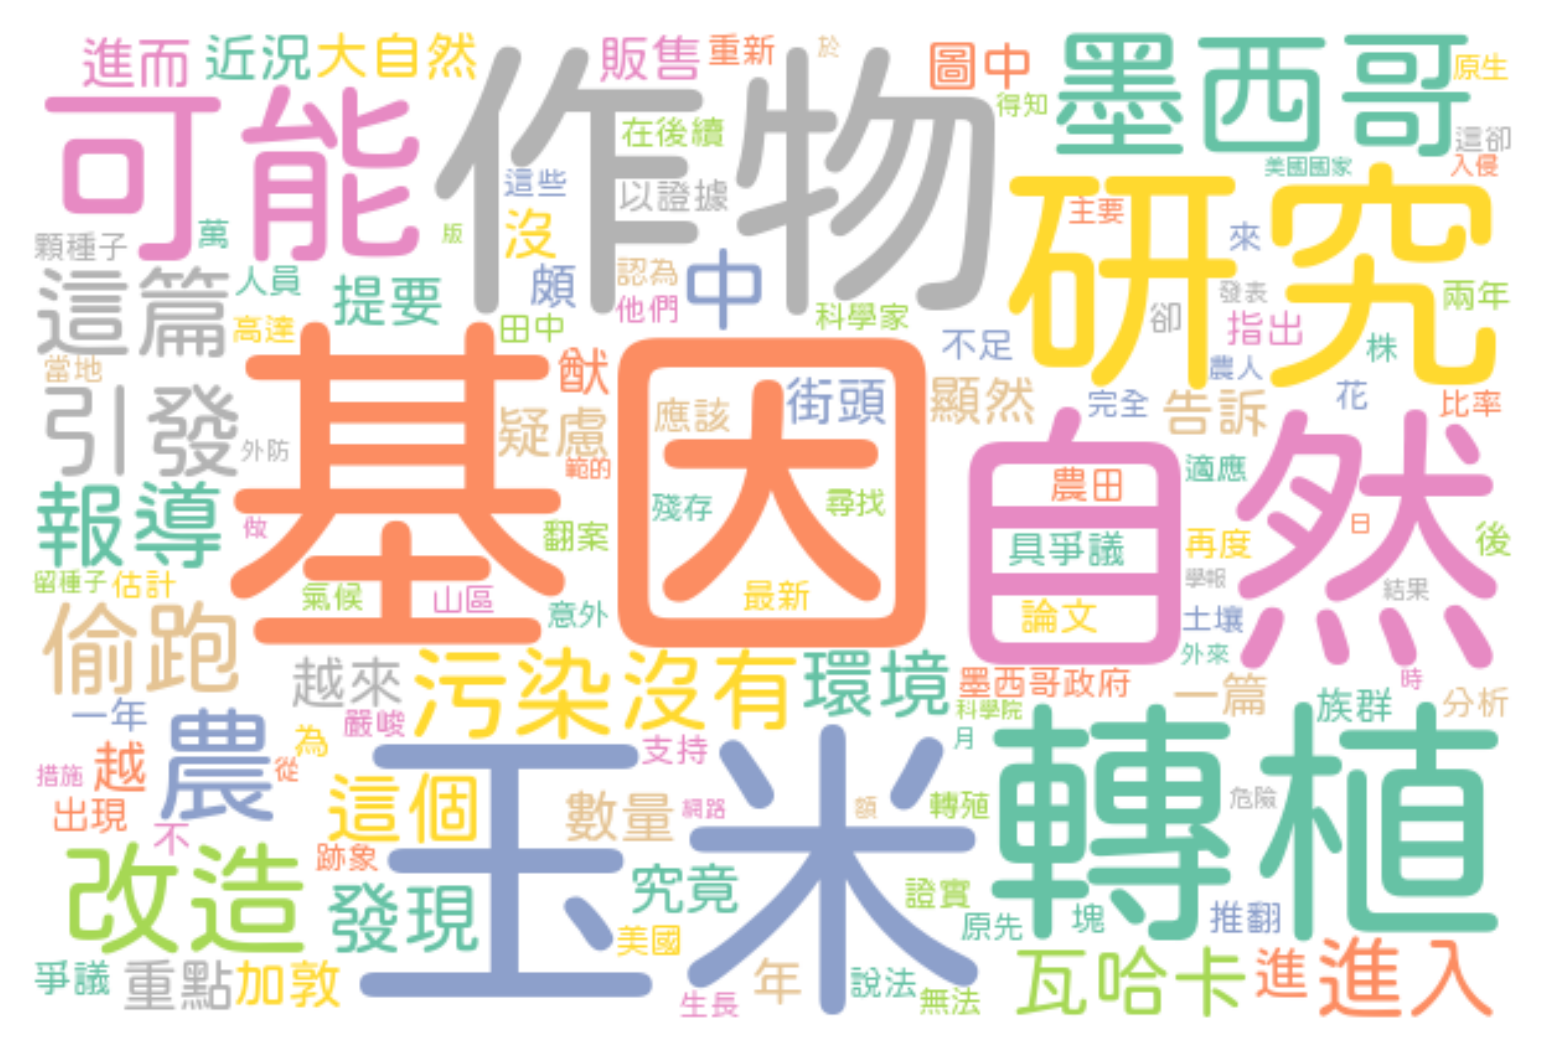 進而
近況
大自然
販售
重新
於
圖中
墨西哥
原生
可能
作物
得知
在後續
這卻
美國國家
入侵
這些
以證據
研究
主要
萬
版
沒
來
顆種子
中
認為
頗
這篇
人員
提要
他們
發表
兩年
高達
田中
科學家
卻
指出
基因
不足
株
當地
猷
農人
引發
街頭
顯然
完全
告訴
花
比率
疑慮
應該
自然
外防
範的
農田
適應
報導
殘存
尋找
做
翻案
日
具爭議
再度
後
留種子
估計
氣候
山區
最新
學報
結果
意外
論文
土壤
偷跑
外來
越來
污染
沒有
環境
墨西哥政府
時
一篇
族群
分析
一年
農
嚴峻
科學院
為
支持
月
玉米
轉植
措施
越
從
出現
這個
數量
網路
額
轉殖
危險
不
跡象
改造
發現
究竟
證實
原先
塊
推翻
美國
爭議
重點
加敦
年
說法
無法
生長
瓦哈卡
進
進入